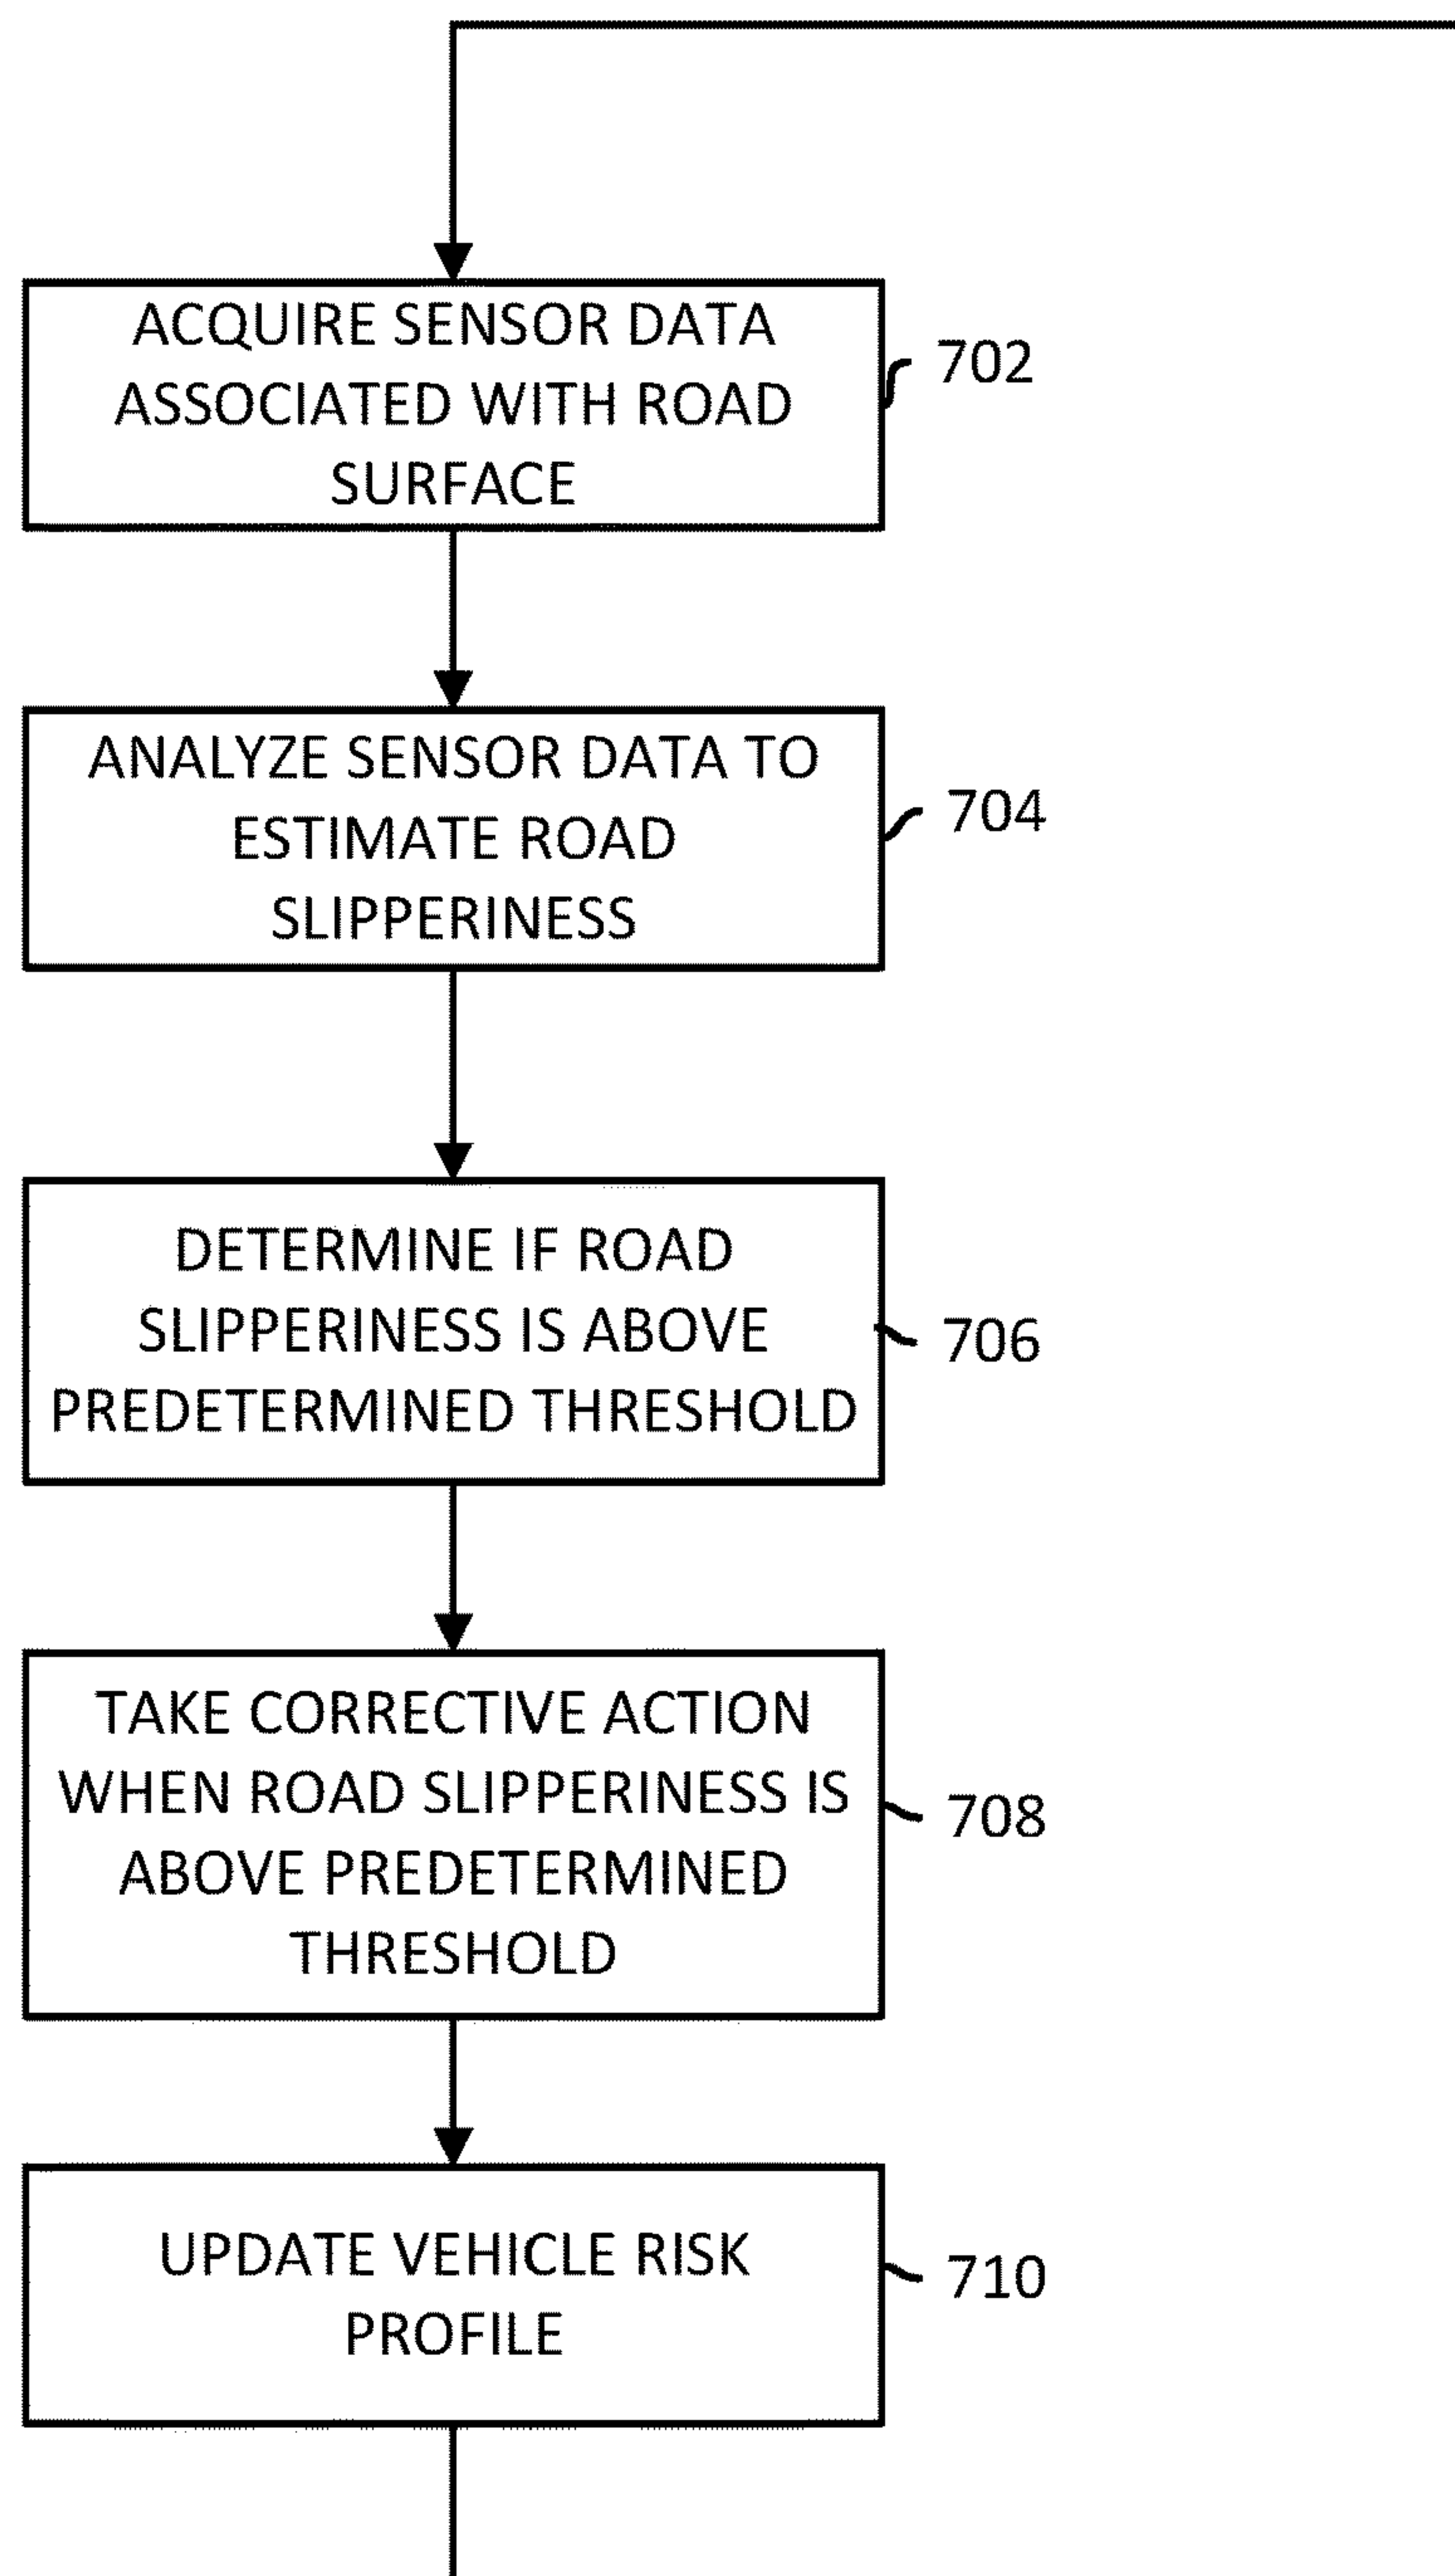 ACQUIRE SENSOR DATA
ASSOCIATED WITH ROAD
SURFACE
702
ANALYZE SENSOR DATA TO
ESTIMATE ROAD
SLIPPERINESS
704
DETERMINE IF ROAD
SLIPPERINESS IS ABOVE
PREDETERMINED THRESHOLD
706
TAKE CORRECTIVE ACTION
WHEN ROAD SLIPPERINESS IS
ABOVE PREDETERMINED
THRESHOLD
708
UPDATE VEHICLE RISK
PROFILE
710